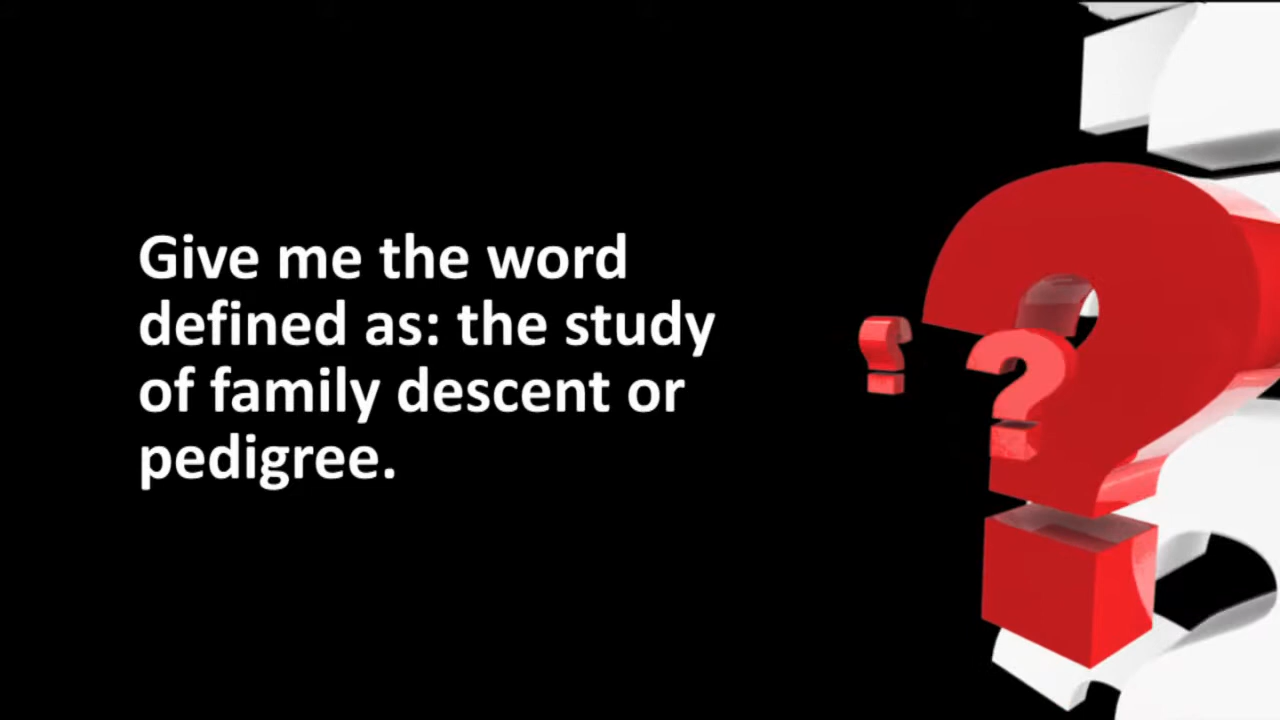 Give me the word
defined as: the study
of family descent or
pedigree.